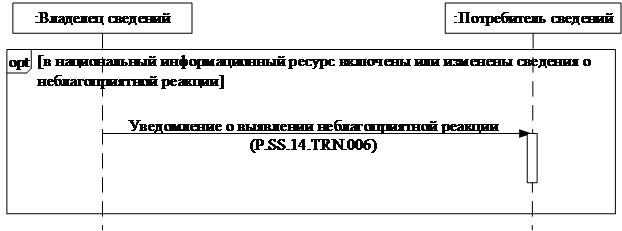 :Владелец сведений
:Потребитель сведений
opt [в национальный информационный ресурс включены или изменены сведения о
неблагоприятной реакции]
Уведомление о выявлении неблагоприятной реакции
(P.SS.14.TRN.006)